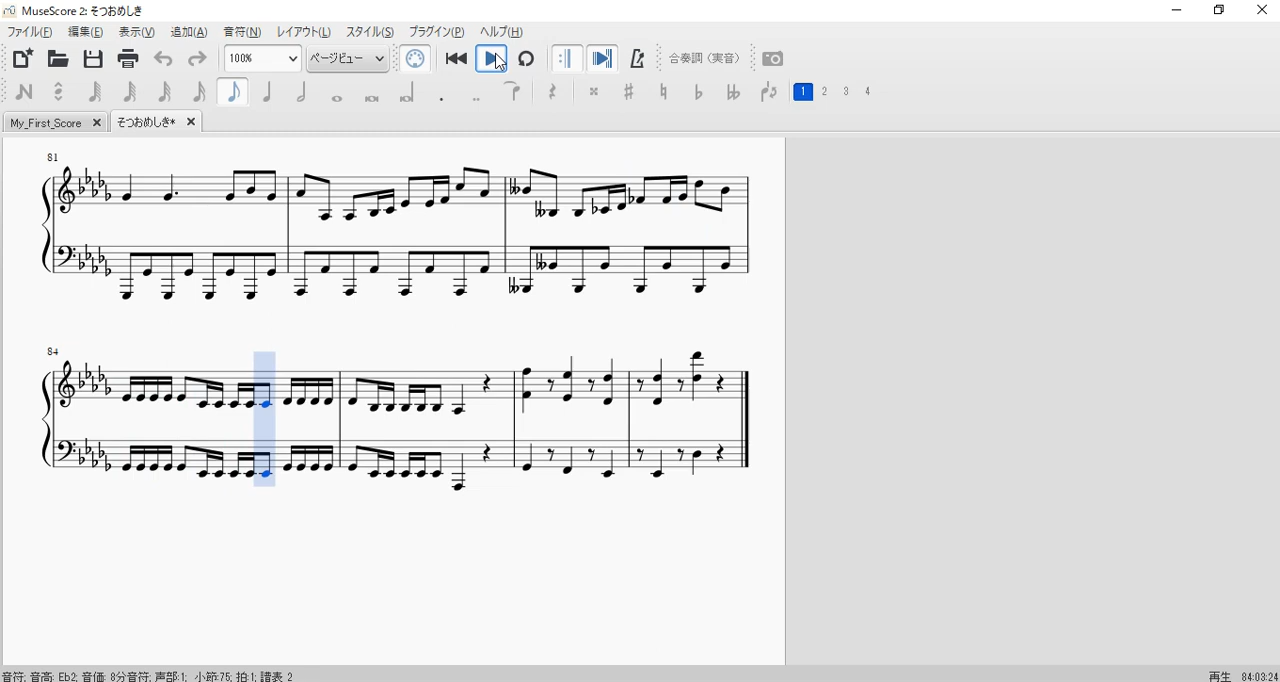 MuseScore 2: そつおめしき
ファイル(F) 編集(E) 表示(V) 追加(A) 音符(N) レイアウト(L) スタイル(S) プラグイン(P) ヘルプ(H)
100% ページビュー 合奏調 (実音)
1 2 3 4
My_First_Score そつおめしき*
81
84
音符; 音高: Eb2; 音価: 8分音符; 声部:1; 小節:75; 拍:1; 譜表 2 再生 84:03:24